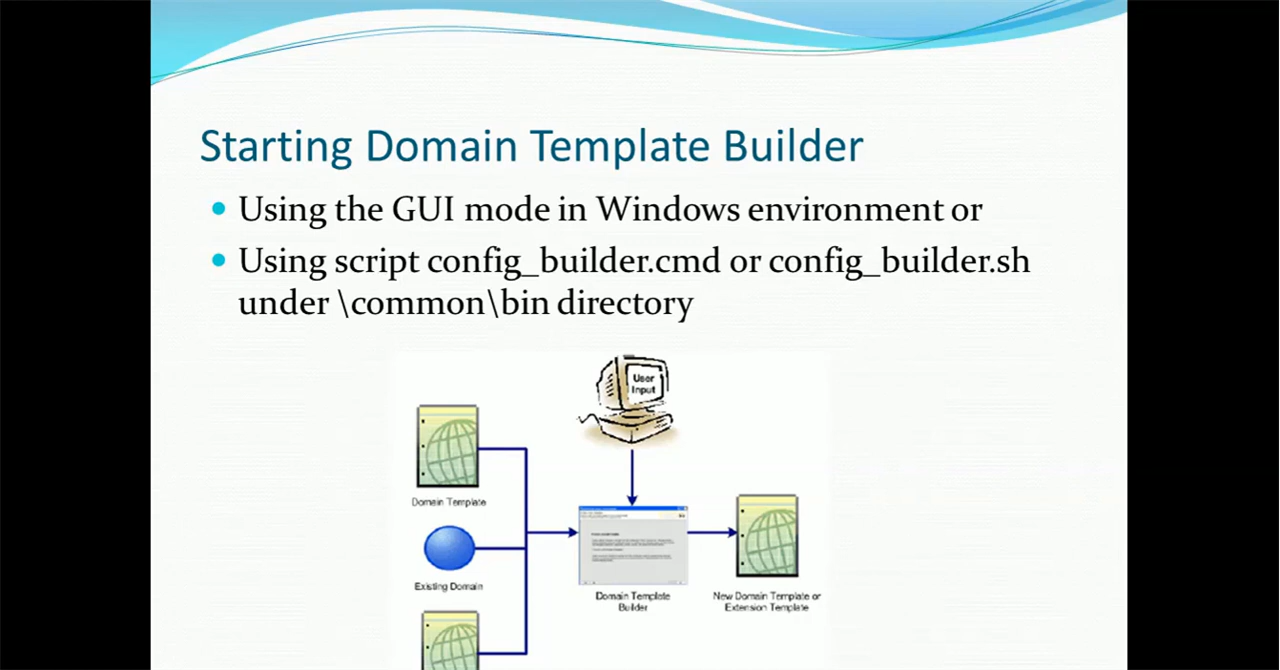 Starting Domain Template Builder
Using the GUI mode in Windows environment or
Using script config_builder.cmd or config_builder.sh
under \common\bin directory
User
Input
Domain Template
Existing Domain
Domain Template
Builder
New Domain Template or
Extension Template